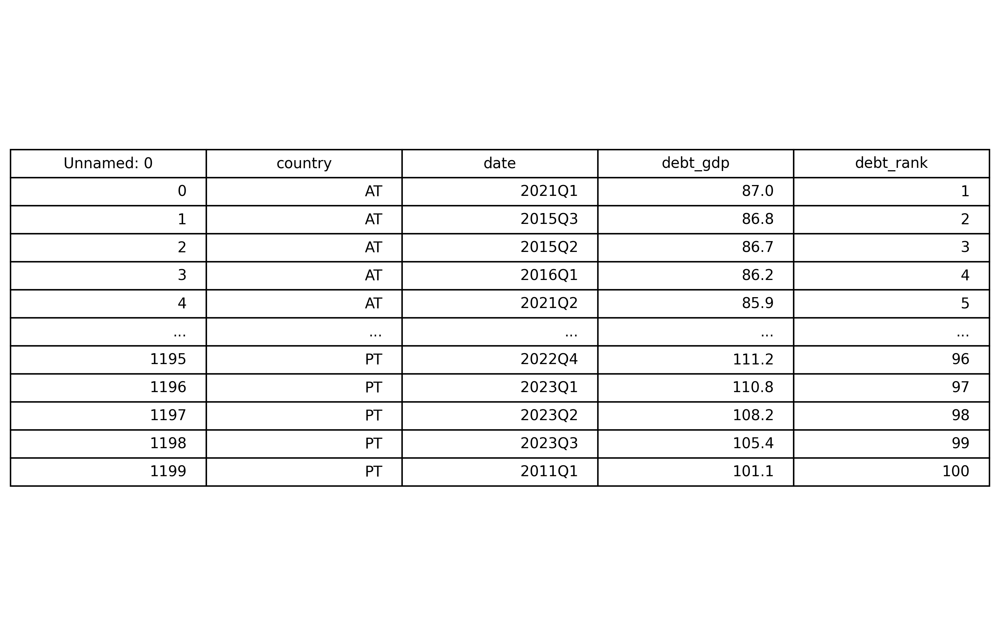 Unnamed: 0 country date debt_gdp debt_rank
0 AT 2021Q1 87.0 1
1 AT 2015Q3 86.8 2
2 AT 2015Q2 86.7 3
3 AT 2016Q1 86.2 4
4 AT 2021Q2 85.9 5
... ... ... ... ...
1195 PT 2022Q4 111.2 96
1196 PT 2023Q1 110.8 97
1197 PT 2023Q2 108.2 98
1198 PT 2023Q3 105.4 99
1199 PT 2011Q1 101.1 100